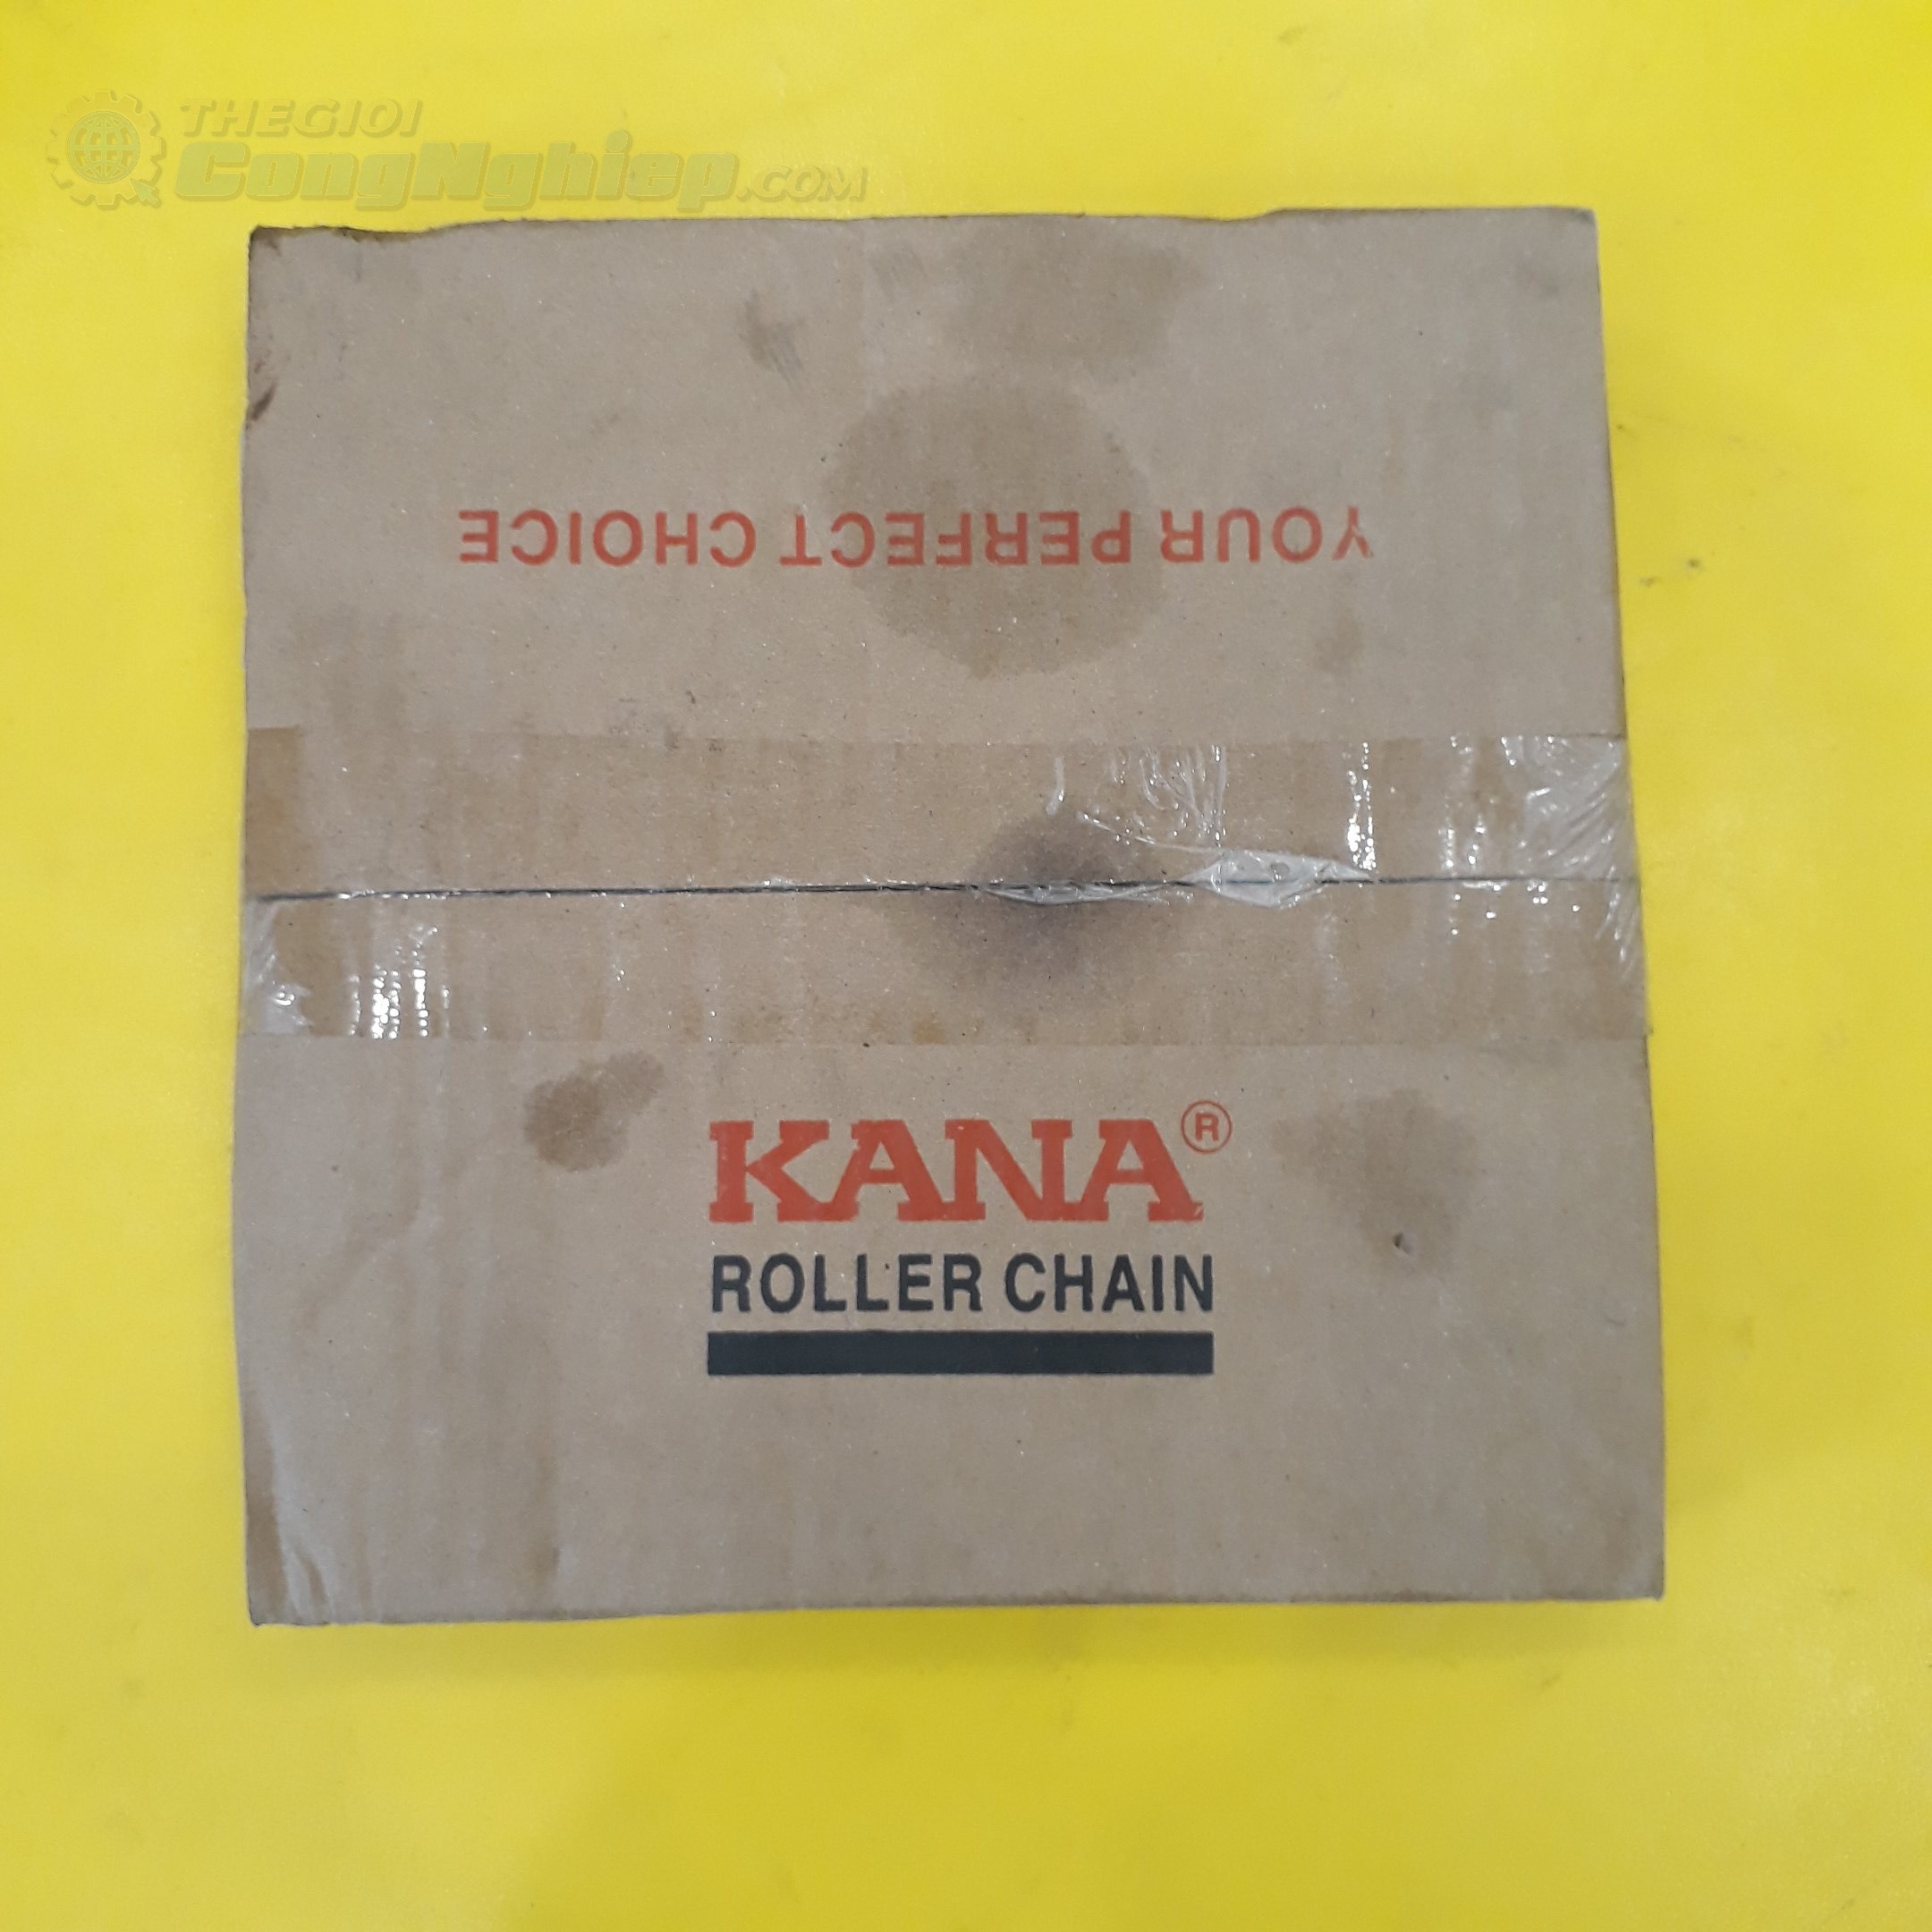 THEGIOI
CongNghiep.COM
YOUR PERFECT CHOICE
KANA®
ROLLER CHAIN